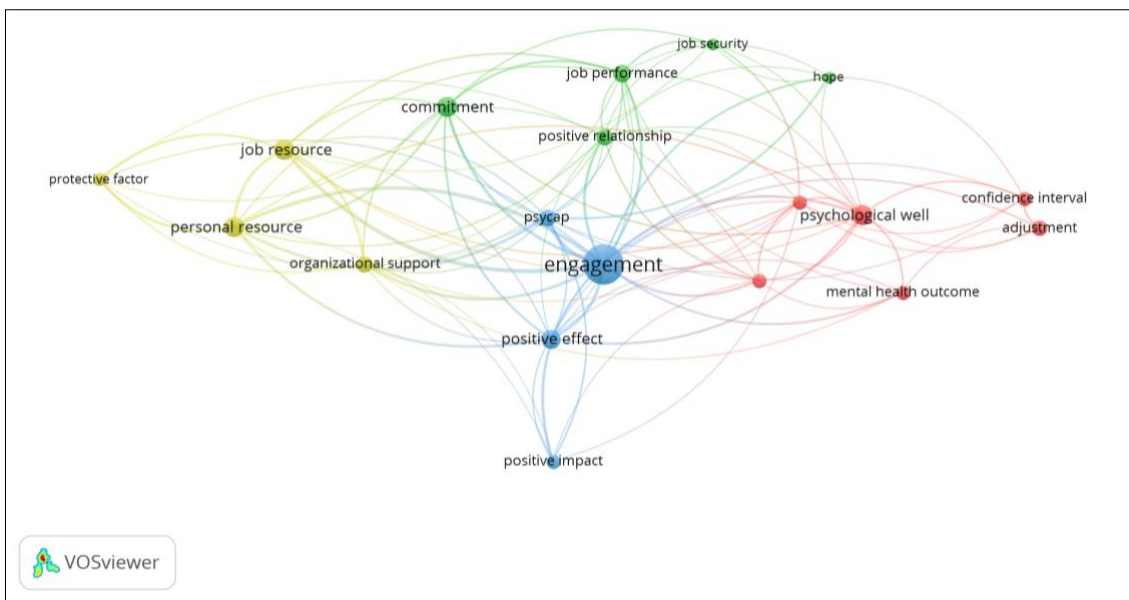 job security
job performance
hope
commitment
positive relationship
job resource
protective factor
confidence interval
psycap
psychological well
personal resource
adjustment
organizational support
engagement
mental health outcome
positive effect
positive impact
VOSviewer